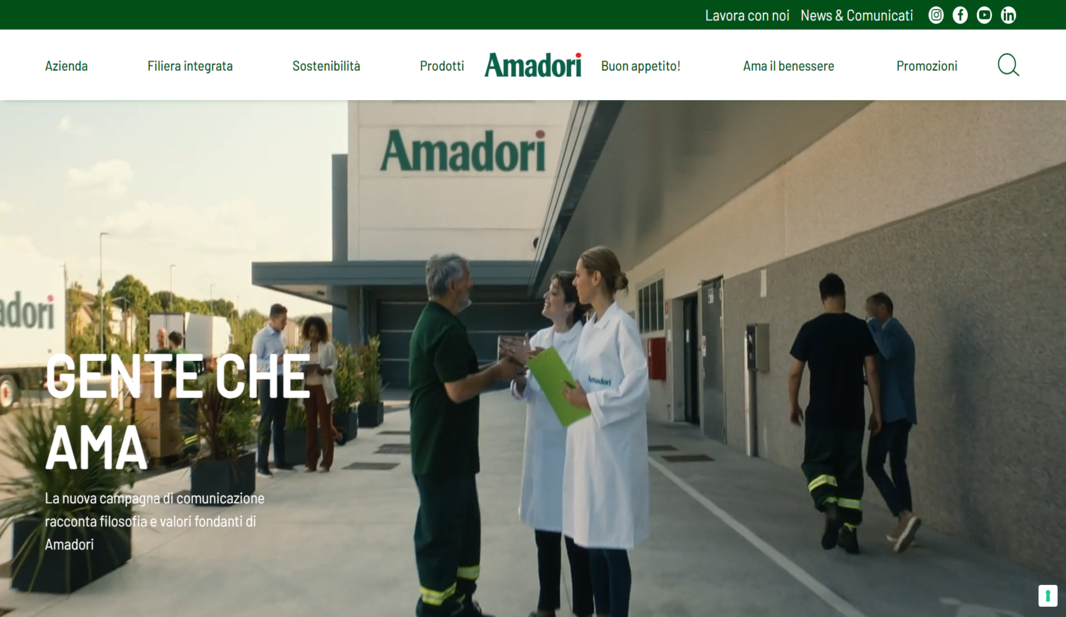 Lavora con noi News & Comunicati
Azienda Filiera integrata Sostenibilità Prodotti Amadori Buon appetito! Ama il benessere Promozioni
Amadori
adori
Amadori
GENTE CHE
AMA
La nuova campagna di comunicazione
racconta filosofia e valori fondanti di
Amadori